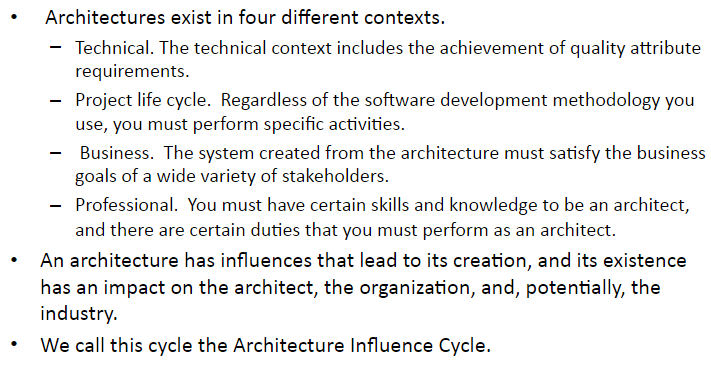 • Architectures exist in four different contexts.
– Technical. The technical context includes the achievement of quality attribute
requirements.
– Project life cycle. Regardless of the software development methodology you
use, you must perform specific activities.
– Business. The system created from the architecture must satisfy the business
goals of a wide variety of stakeholders.
– Professional. You must have certain skills and knowledge to be an architect,
and there are certain duties that you must perform as an architect.
• An architecture has influences that lead to its creation, and its existence
has an impact on the architect, the organization, and, potentially, the
industry.
• We call this cycle the Architecture Influence Cycle.